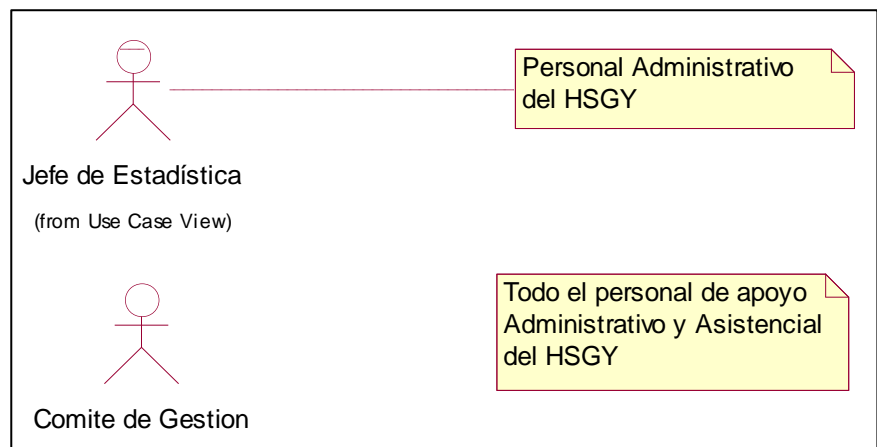 Personal Administrativo
del HSGY
Jefe de Estadística
(from Use Case View)
Todo el personal de apoyo
Administrativo y Asistencial
del HSGY
Comite de Gestion